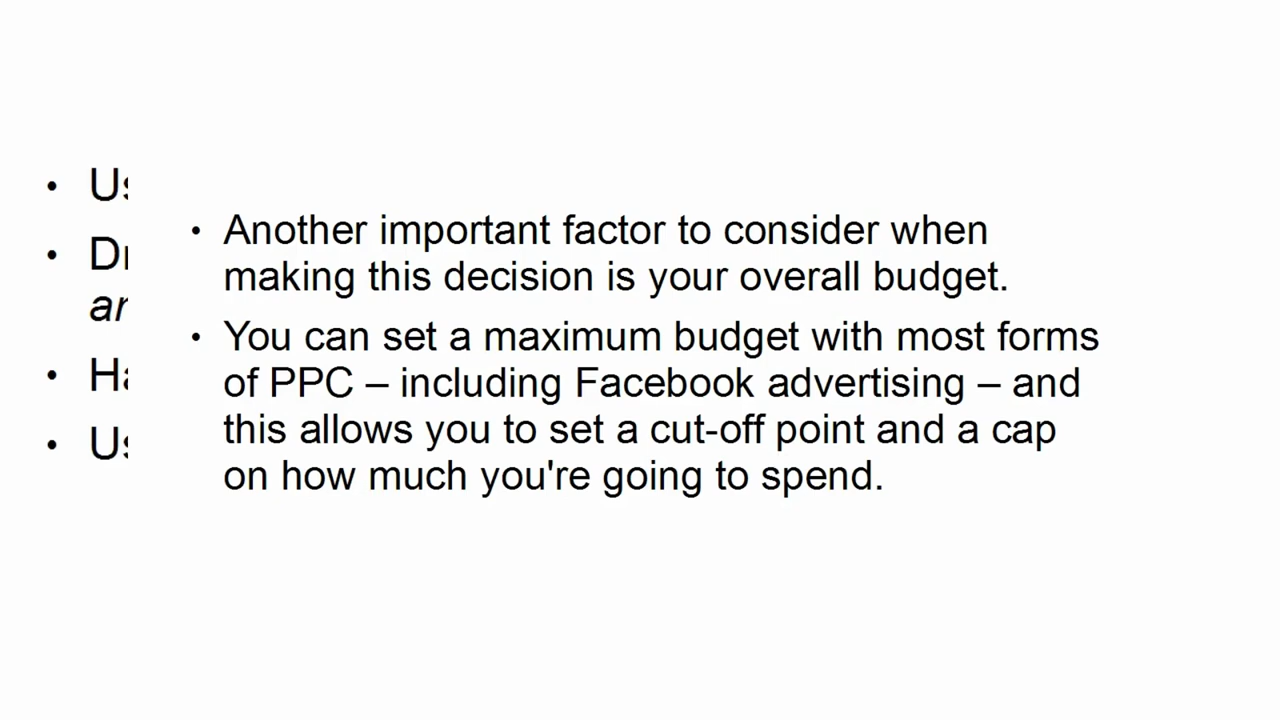 • Another important factor to consider when
making this decision is your overall budget.
• You can set a maximum budget with most forms
of PPC – including Facebook advertising – and
this allows you to set a cut-off point and a cap
on how much you're going to spend.